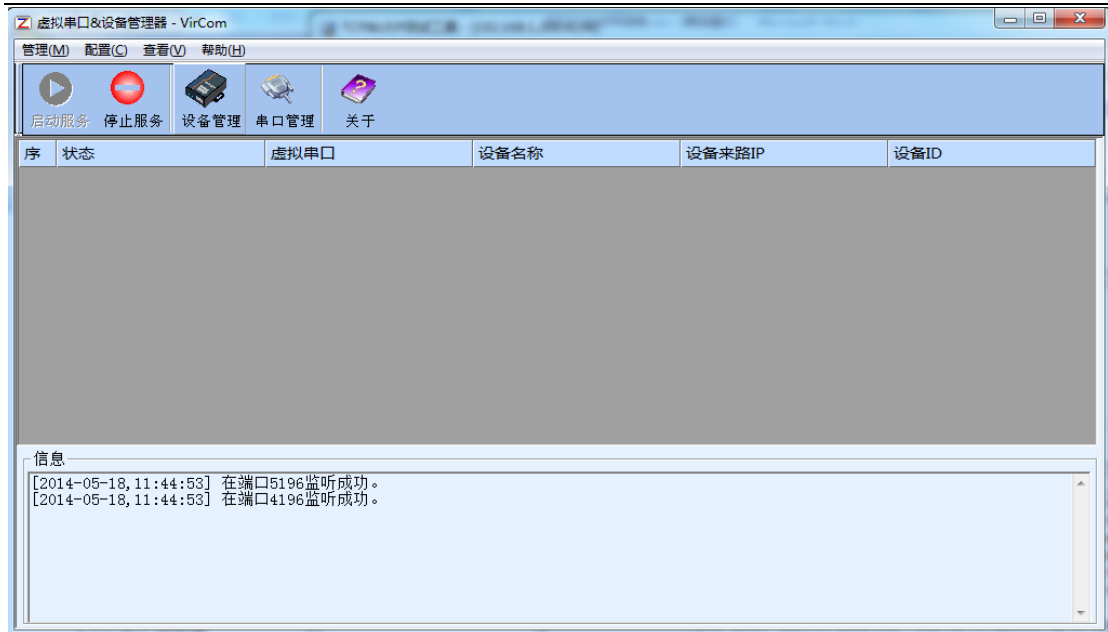 虚拟串口&设备管理器 - VirCom
管理(M) 配置(C) 查看(V) 帮助(H)
启动服务 停止服务 设备管理 串口管理 关于
序 状态 虚拟串口 设备名称 设备来路IP 设备ID
信息
[2014-05-18,11:44:53] 在端口5196监听成功。
[2014-05-18,11:44:53] 在端口4196监听成功。